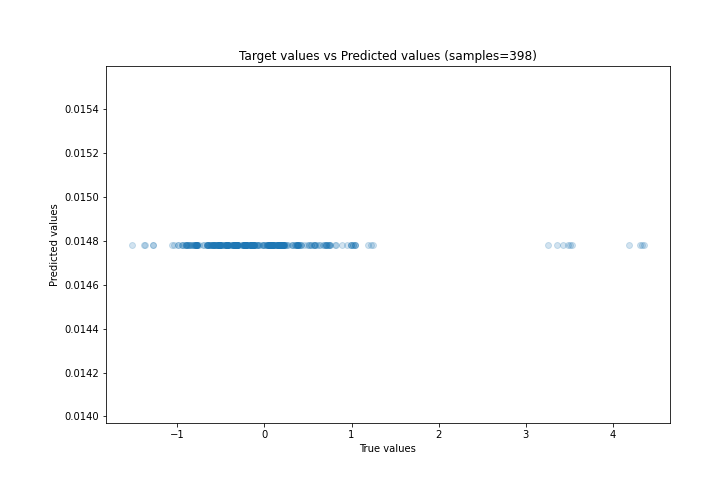 Target values vs Predicted values (samples=398)
0.0154
0.0152
0.0150
0.0148
0.0146
0.0144
0.0142
0.0140
Predicted values
−1 0 1 2 3 4
True values